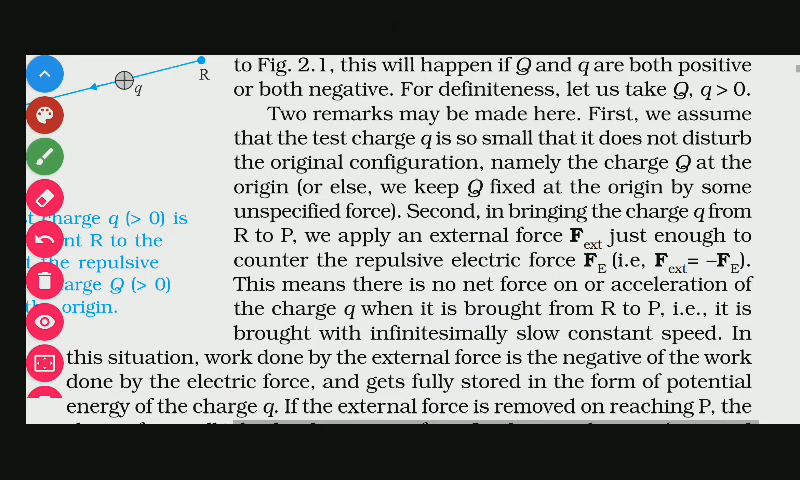 R
q
charge q (> 0) is
R to the
the repulsive
Q (> 0)
origin.
to Fig. 2.1, this will happen if Q and q are both positive
or both negative. For definiteness, let us take Q, q > 0.
Two remarks may be made here. First, we assume
that the test charge q is so small that it does not disturb
the original configuration, namely the charge Q at the
origin (or else, we keep Q fixed at the origin by some
unspecified force). Second, in bringing the charge q from
R to P, we apply an external force Fext just enough to
counter the repulsive electric force FE (i.e, Fext= –FE).
This means there is no net force on or acceleration of
the charge q when it is brought from R to P, i.e., it is
brought with infinitesimally slow constant speed. In
this situation, work done by the external force is the negative of the work
done by the electric force, and gets fully stored in the form of potential
energy of the charge q. If the external force is removed on reaching P, the